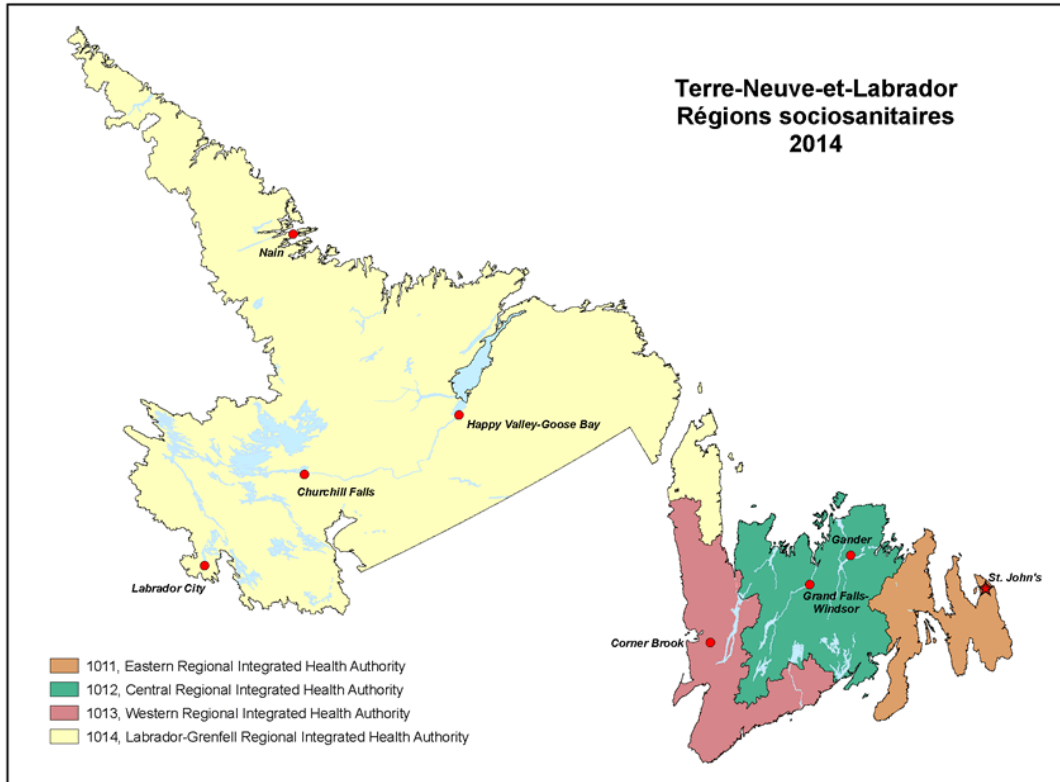 Terre-Neuve-et-Labrador
Régions sociosanitaires
2014
Nain
Happy Valley-Goose Bay
Churchill Falls
Labrador City
Gander
St. John's
Grand Falls-
Windsor
Corner Brook
1011, Eastern Regional Integrated Health Authority
1012, Central Regional Integrated Health Authority
1013, Western Regional Integrated Health Authority
1014, Labrador-Grenfell Regional Integrated Health Authority